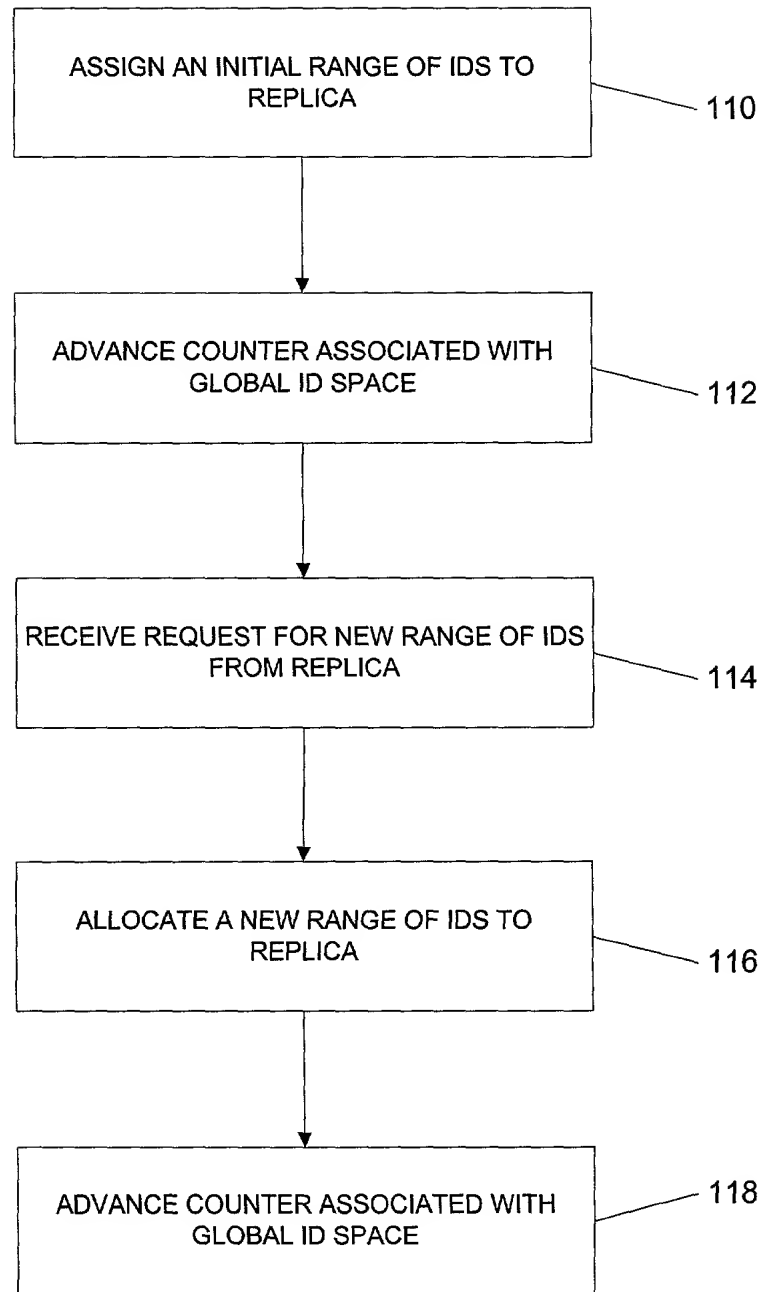 ASSIGN AN INITIAL RANGE OF IDS TO
REPLICA
110
ADVANCE COUNTER ASSOCIATED WITH
GLOBAL ID SPACE
112
RECEIVE REQUEST FOR NEW RANGE OF IDS
FROM REPLICA
114
ALLOCATE A NEW RANGE OF IDS TO
REPLICA
116
ADVANCE COUNTER ASSOCIATED WITH
GLOBAL ID SPACE
118